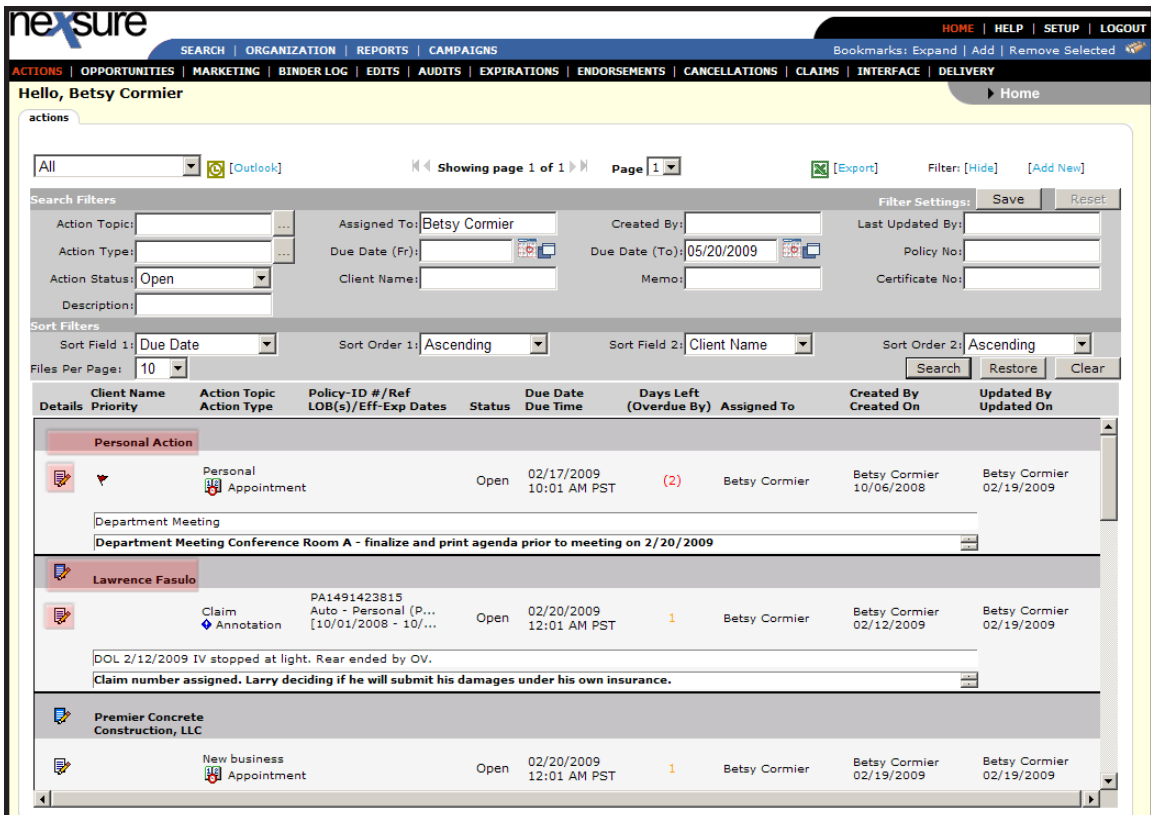 nexsure
HOME | HELP | SETUP | LOGOUT
SEARCH | ORGANIZATION | REPORTS | CAMPAIGNS
Bookmarks: Expand | Add | Remove Selected
ACTIONS | OPPORTUNITIES | MARKETING | BINDER LOG | EDITS | AUDITS | EXPIRATIONS | ENDORSEMENTS | CANCELLATIONS | CLAIMS | INTERFACE | DELIVERY
Hello, Betsy Cormier
Home
actions
All [Outlook] Showing page 1 of 1 Page 1 [Export] Filter: [Hide] [Add New]
Search Filters Filter Settings: Save Reset
Action Topic: ... Assigned To: Betsy Cormier Created By: Last Updated By:
Action Type: ... Due Date (Fr): Due Date (To): 05/20/2009 Policy No:
Action Status: Open Client Name: Memo: Certificate No:
Description:
Sort Filters
Sort Field 1: Due Date Sort Order 1: Ascending Sort Field 2: Client Name Sort Order 2: Ascending
Files Per Page: 10 Search Restore Clear
Client Name Action Topic Policy-ID #/Ref Due Date Days Left Created By Updated By
Details Priority Action Type LOB(s)/Eff-Exp Dates Status Due Time (Overdue By) Assigned To Created On Updated On
Personal Action
Personal 02/17/2009 Betsy Cormier Betsy Cormier
Appointment Open 10:01 AM PST (2) Betsy Cormier 10/06/2008 02/19/2009
Department Meeting
Department Meeting Conference Room A - finalize and print agenda prior to meeting on 2/20/2009
Lawrence Fasulo
PA1491423815
Claim Auto - Personal (P... Open 02/20/2009 1 Betsy Cormier Betsy Cormier Betsy Cormier
Annotation [10/01/2008 - 10/... 12:01 AM PST 02/12/2009 02/19/2009
DOL 2/12/2009 IV stopped at light. Rear ended by OV.
Claim number assigned. Larry deciding if he will submit his damages under his own insurance.
Premier Concrete
Construction, LLC
New business 02/20/2009 Betsy Cormier Betsy Cormier
Appointment Open 12:01 AM PST 1 Betsy Cormier 02/19/2009 02/19/2009